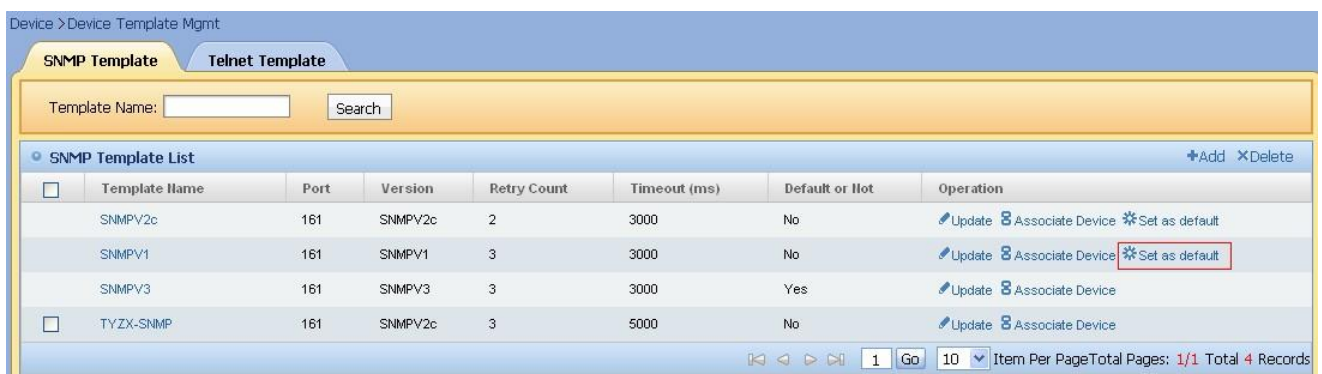 Device >Device Template Mgmt
SNMP Template Telnet Template
Template Name: Search
SNMP Template List +Add ×Delete
Template Name Port Version Retry Count Timeout (ms) Default or Not Operation
SNMPV2c 161 SNMPV2c 2 3000 No Update Associate Device Set as default
SNMPV1 161 SNMPV1 3 3000 No Update Associate Device Set as default
SNMPV3 161 SNMPV3 3 3000 Yes Update Associate Device
TYZX-SNMP 161 SNMPV2c 3 5000 No Update Associate Device
1 Go 10 Item Per PageTotal Pages: 1/1 Total 4 Records